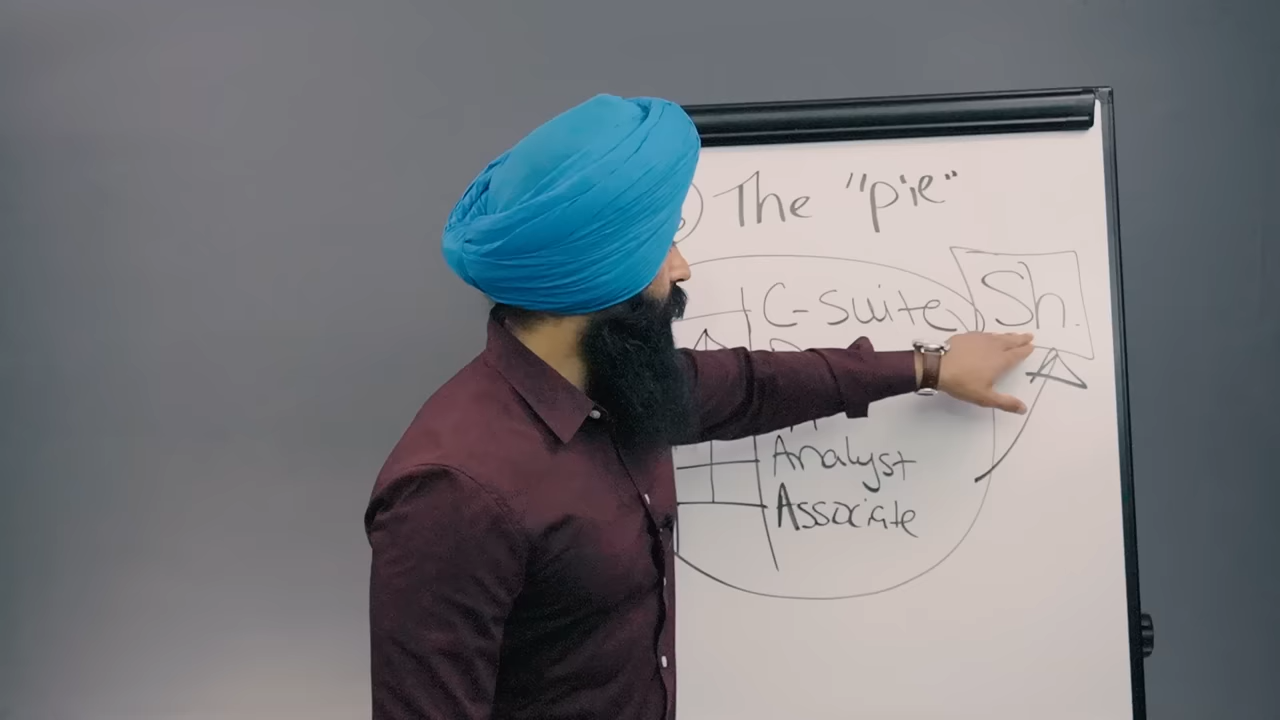 The "pie"
C-suite
Sh.
Analyst
Associate